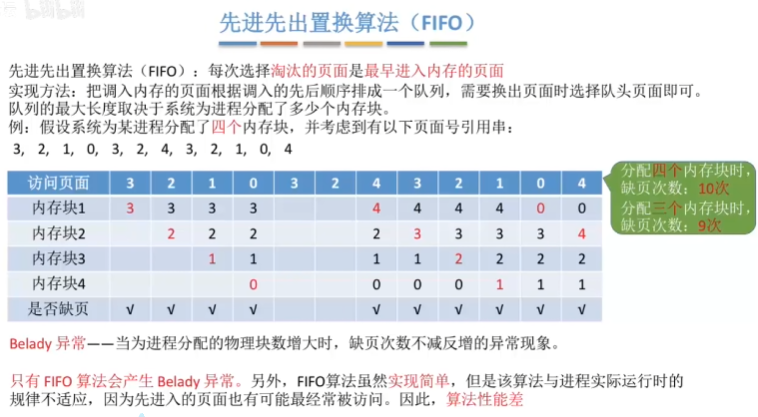 bilibili
先进先出置换算法（FIFO）
先进先出置换算法（FIFO）：每次选择淘汰的页面是最早进入内存的页面
实现方法：把调入内存的页面根据调入的先后顺序排成一个队列，需要换出页面时选择队头页面即可。
队列的最大长度取决于系统为进程分配了多少个内存块。
例：假设系统为某进程分配了四个内存块，并考虑到有以下页面号引用串：
3，2，1，0，3，2，4，3，2，1，0，4
访问页面 3 2 1 0 3 2 4 3 2 1 0 4
内存块1 3 3 3 3 4 4 4 4 0 0
内存块2 2 2 2 2 3 3 3 3 4
内存块3 1 1 1 1 2 2 2 2
内存块4 0 0 0 0 1 1 1
是否缺页 √ √ √ √ √ √ √ √ √ √
分配四个内存块时，
缺页次数：10次
分配三个内存块时，
缺页次数：9次
Belady 异常——当为进程分配的物理块数增大时，缺页次数不减反增的异常现象。
只有 FIFO 算法会产生 Belady 异常。另外，FIFO算法虽然实现简单，但是该算法与进程实际运行时的
规律不适应，因为先进入的页面也有可能最经常被访问。因此，算法性能差